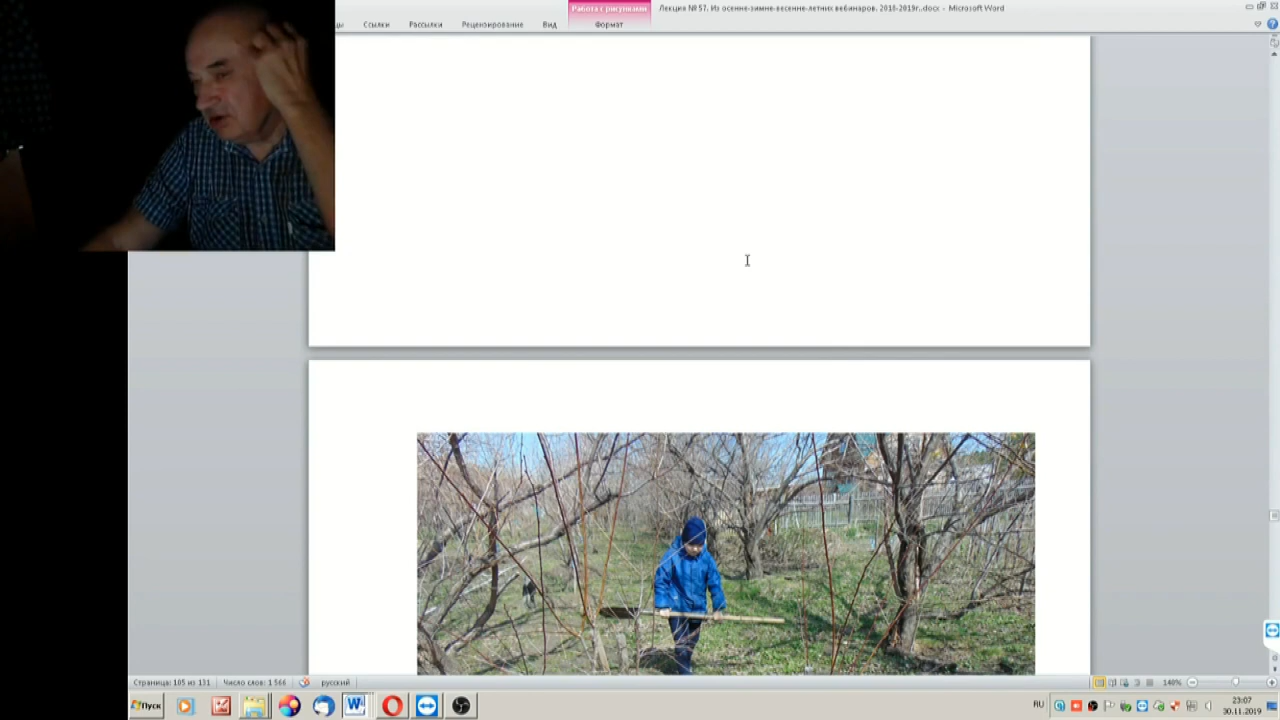 Работа с рисунками
Лекция № 57. Из осенне-зимне-весенне-летних вебинаров. 2018-2019г..docx - Microsoft Word
Ссылки Рассылки Рецензирование Вид Формат
Страница: 105 из 131 Число слов: 1 566 русский 140%
Пуск
RU
23:07
30.11.2019